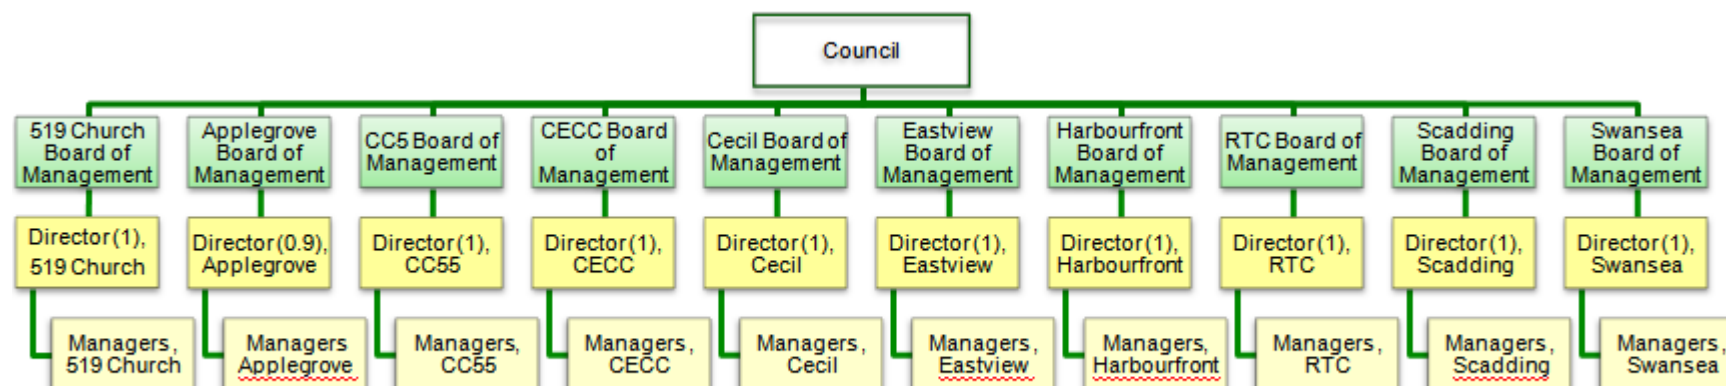 Council
519 Church
Board of
Management
Applegrove
Board of
Management
CC5 Board of
Management
CECC Board
of
Management
Cecil Board of
Management
Eastview
Board of
Management
Harbourfront
Board of
Management
RTC Board of
Management
Scadding
Board of
Management
Swansea
Board of
Management
Director (1),
519 Church
Director (0.9),
Applegrove
Director (1),
CC55
Director (1),
CECC
Director (1),
Cecil
Director (1),
Eastview
Director (1),
Harbourfront
Director (1),
RTC
Director (1),
Scadding
Director (1),
Swansea
Managers,
519 Church
Managers
Applegrove
Managers,
CC55
Managers,
CECC
Managers,
Cecil
Managers,
Eastview
Managers,
Harbourfront
Managers,
RTC
Managers,
Scadding
Managers,
Swansea